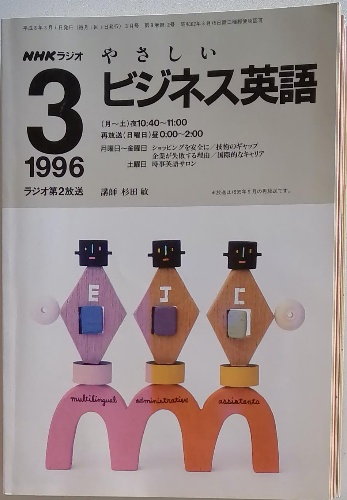 NHKラジオ やさしい
ビジネス英語
3
1996
ラジオ第2放送
(月〜土)夜10:40〜11:00
再放送(日曜日)昼0:00〜2:00
月曜日〜金曜日 ショッピングを安全に/技術のギャップ
企業が失敗する理由/国際的なキャリア
土曜日 時事英語サロン
講師 杉田 敏
E J C
multilingual administrative assistants